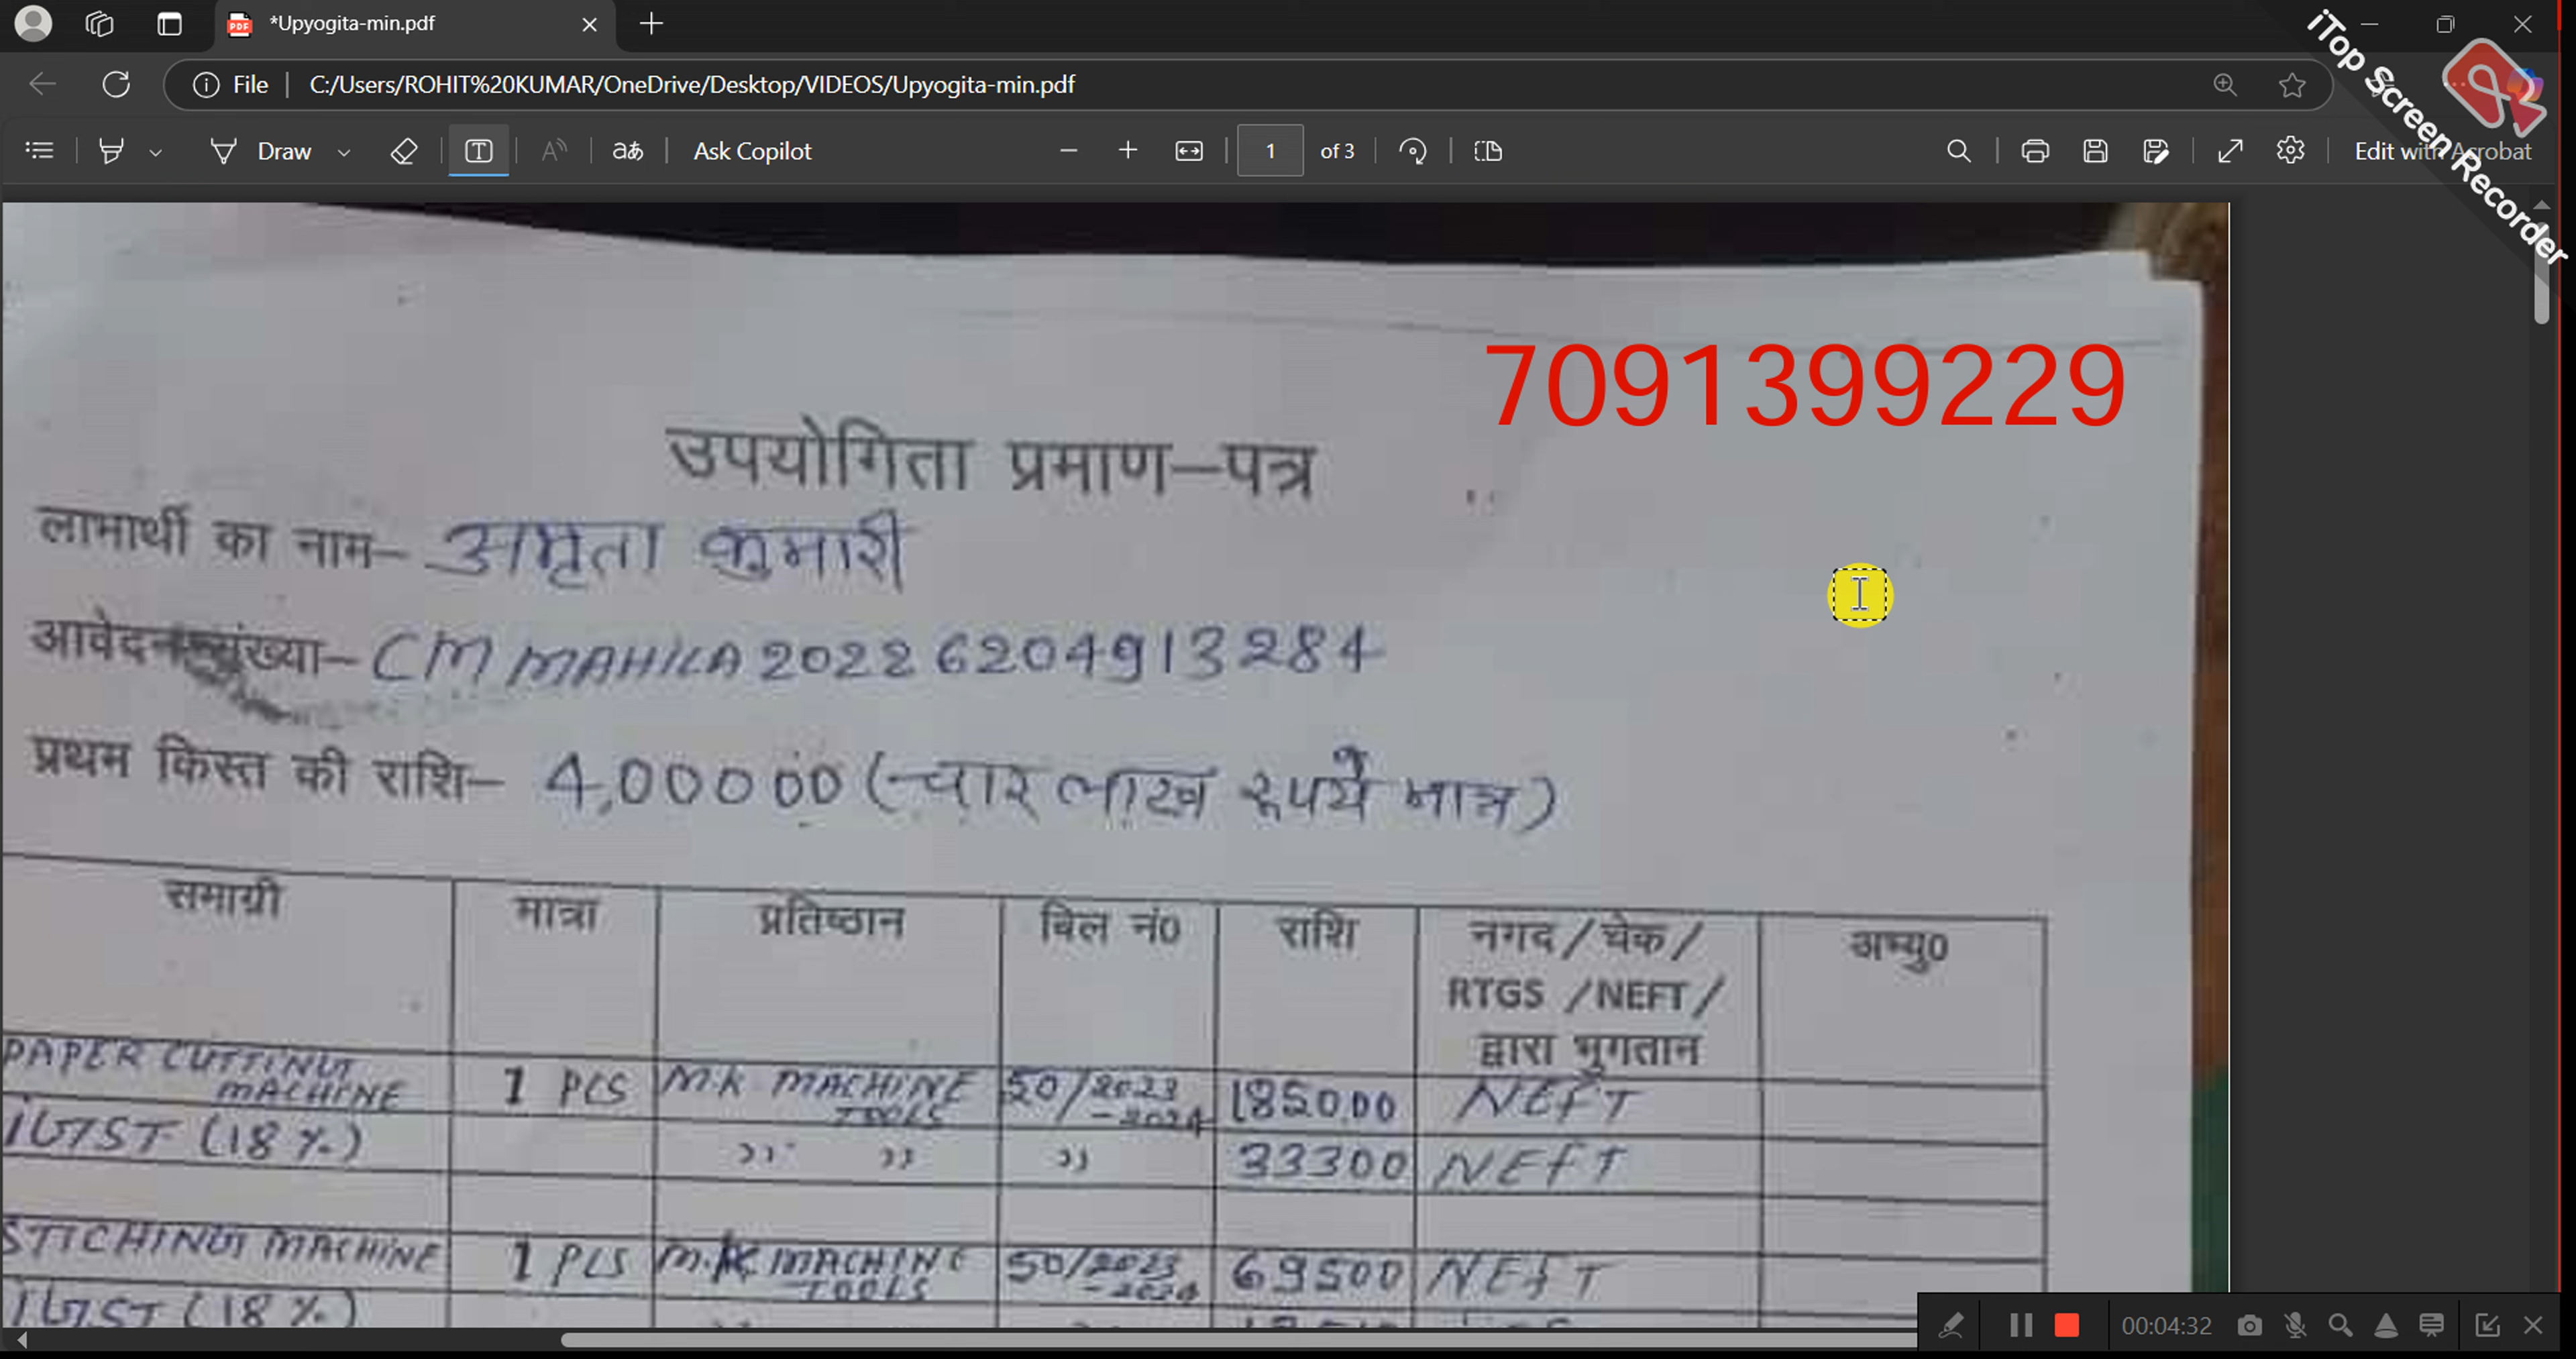 *Upyogita-min.pdf
File C:/Users/ROHIT%20KUMAR/OneDrive/Desktop/VIDEOS/Upyogita-min.pdf
Draw aあ Ask Copilot 1 of 3 Edit with Acrobat
iTop Screen Recorder
7091399229
उपयोगिता प्रमाण–पत्र
लाभार्थी का नाम– अमृता कुमारी
आवेदन संख्या– CM MAHILA 2022 6204913284
प्रथम किस्त की राशि– 4,00000 (चार लाख रूपये मात्र)
समाग्री मात्रा प्रतिष्ठान बिल नं0 राशि नगद/चेक/ अभ्यु0
RTGS /NEFT/
द्वारा भुगतान
PAPER CUTTING MACHINE 1 PCS M.K MACHINE TOOLS 50/2023-2024 185000 NEFT
IGST (18%) ,, ,, ,, 33300 NEFT
STICHING MACHINE 1 PCS M.K MACHINE TOOLS 50/2023-2024 69500 NEFT
IGST (18%)
00:04:32